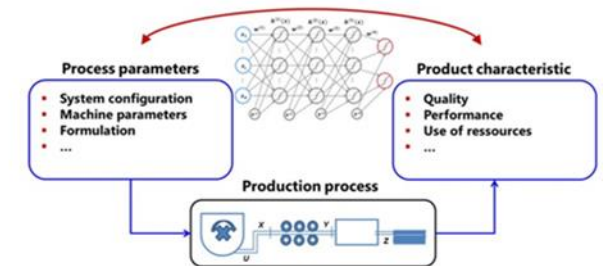 Process parameters
System configuration
Machine parameters
Formulation
...
Product characteristic
Quality
Performance
Use of ressources
...
Production process
X
Y
U
Z